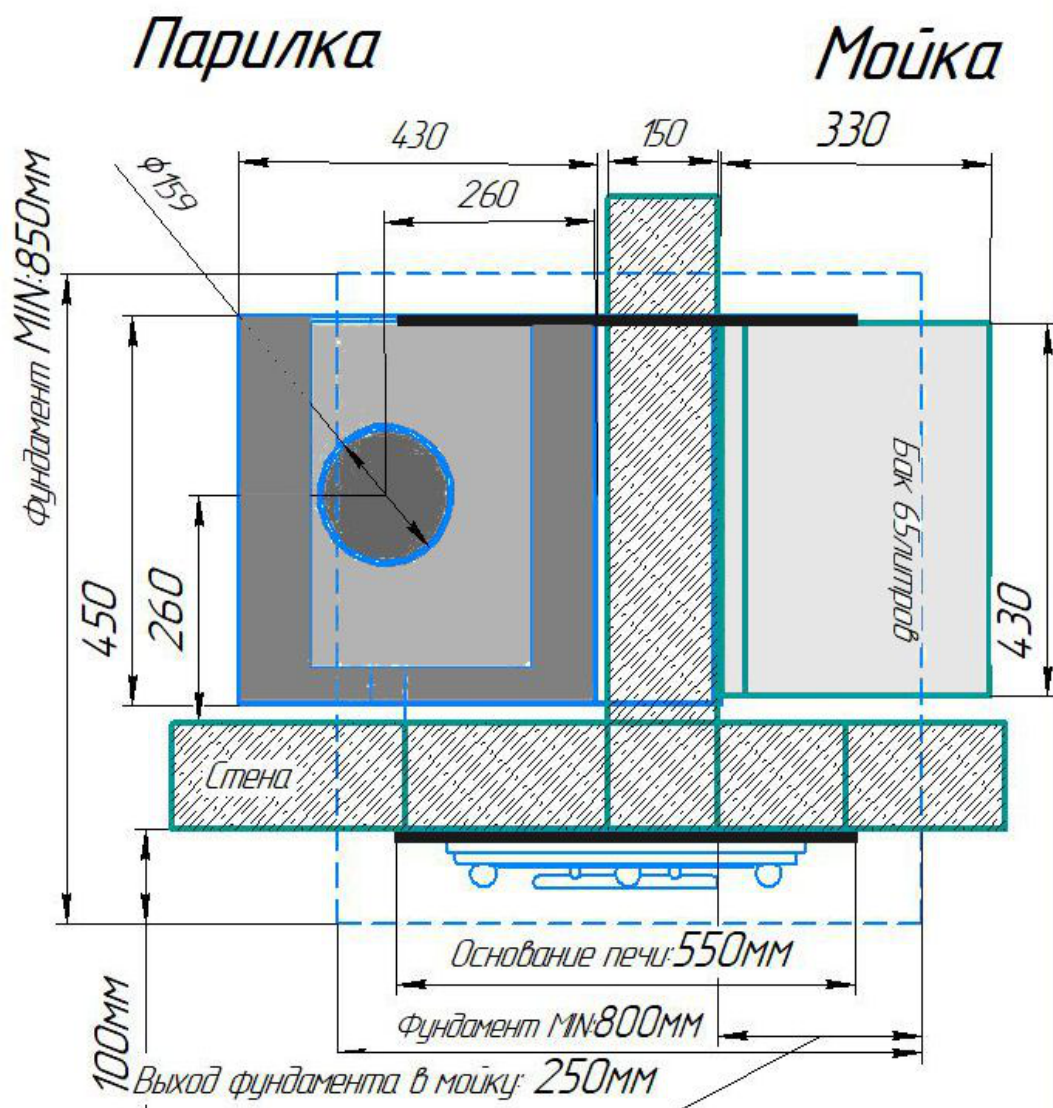 Парилка
Мойка
430
150
330
ф159
260
Фундамент MIN:850мм
450
260
Бак 65литров
430
Стена
Основание печи:550мм
Фундамент MIN:800мм
100мм
Выход фундамента в мойку: 250мм